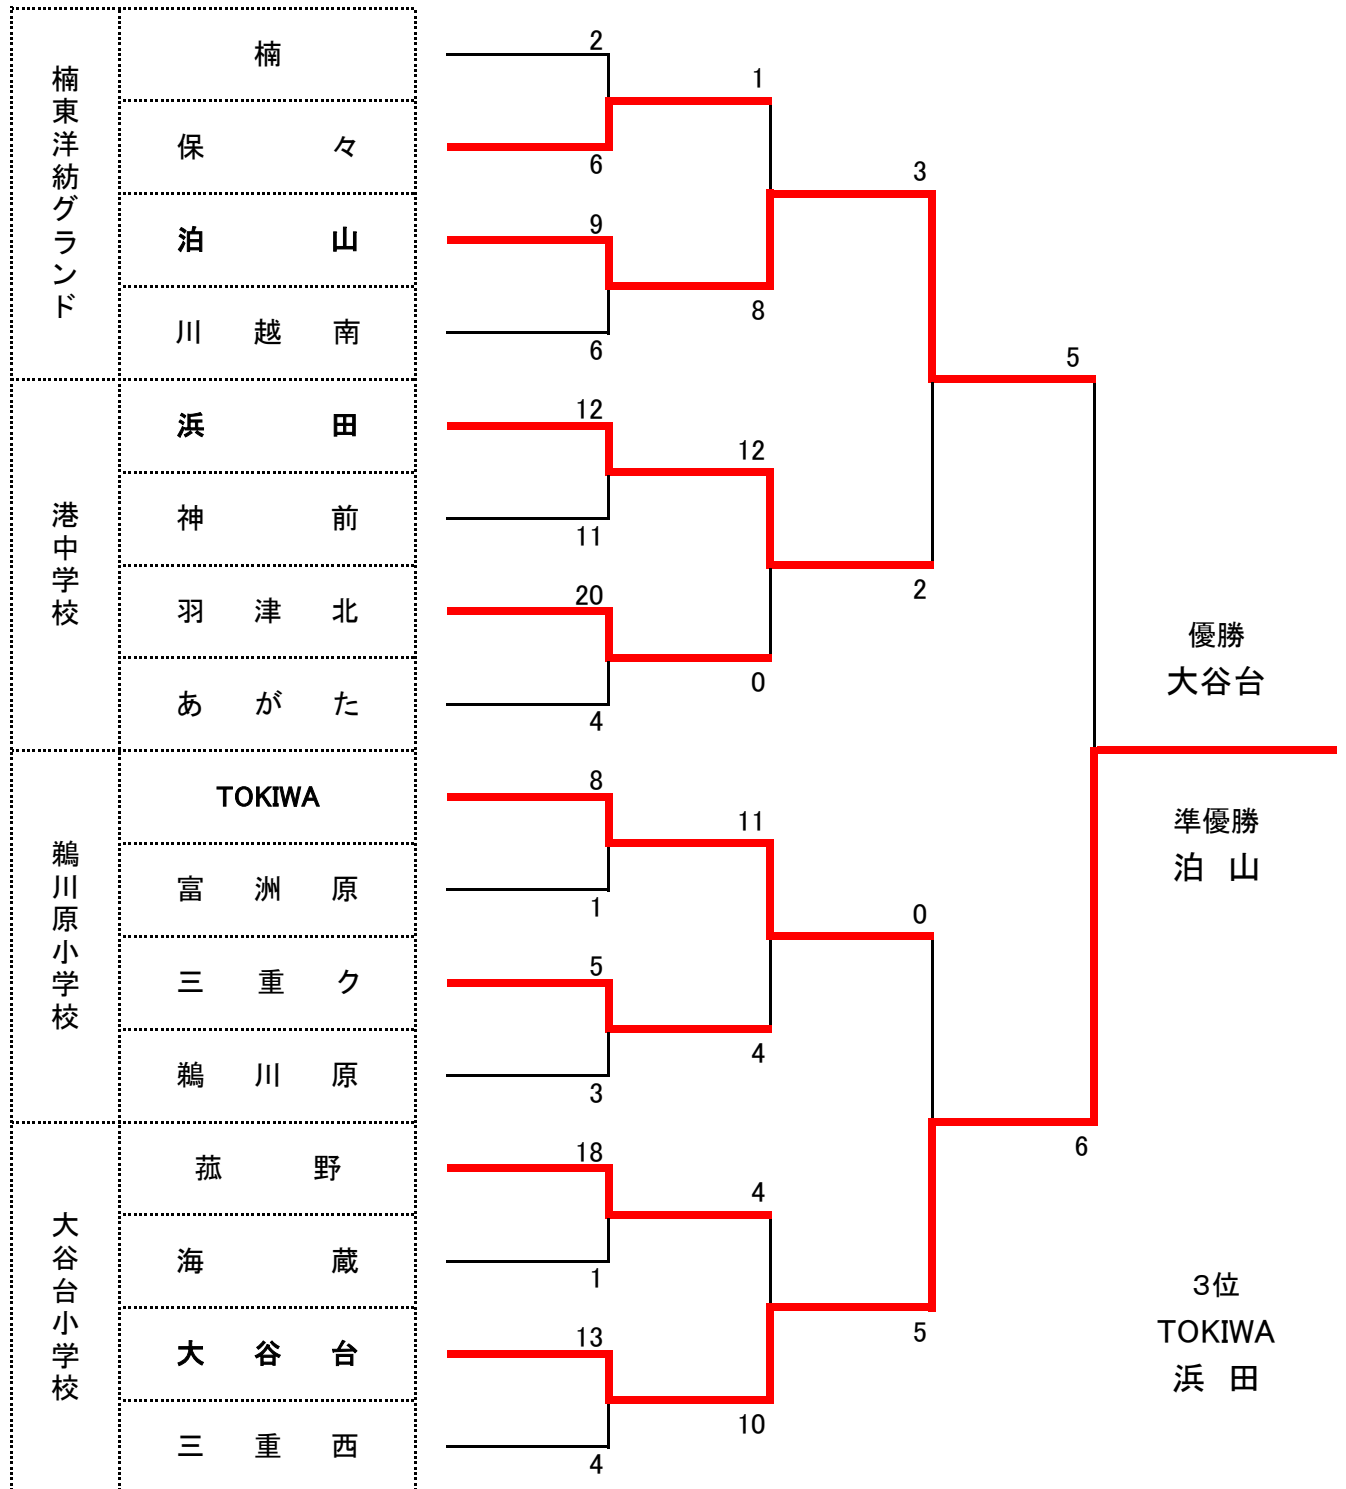 楠東洋紡グランド
楠
保々
泊山
川越南
港中学校
浜田
神前
羽津北
あがた
鵜川原小学校
TOKIWA
富洲原
三重ク
鵜川原
大谷台小学校
菰野
海蔵
大谷台
三重西
2
6
9
6
12
11
20
4
8
1
5
3
18
1
13
4
1
8
12
0
11
4
4
10
3
2
0
5
5
6
優勝
大谷台
準優勝
泊 山
3位
TOKIWA
浜 田